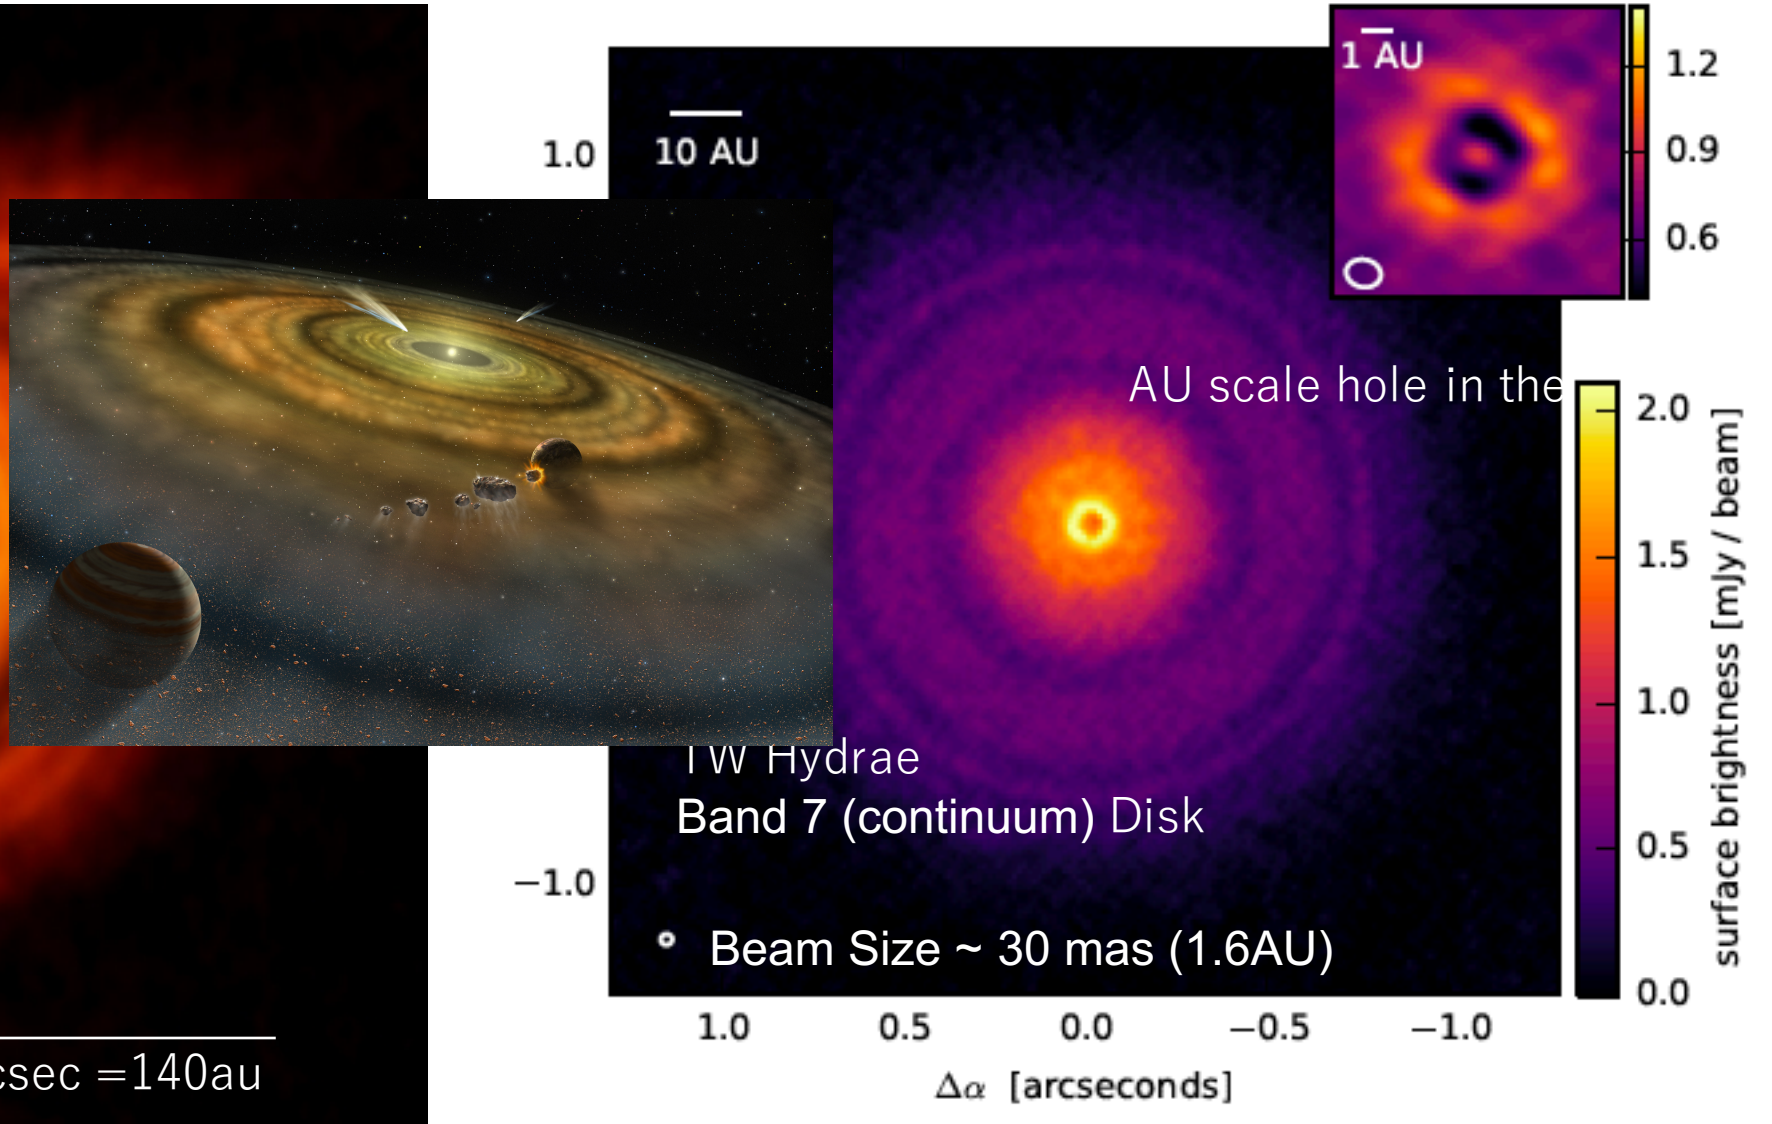 1 AU
1.2
0.9
0.6
10 AU
1.0
AU scale hole in the
2.0
1.5
1.0
0.5
0.0
surface brightness [mJy / beam]
TW Hydrae
Band 7 (continuum) Disk
−1.0
Beam Size ~ 30 mas (1.6AU)
1.0 0.5 0.0 −0.5 −1.0
Δα [arcseconds]
csec =140au